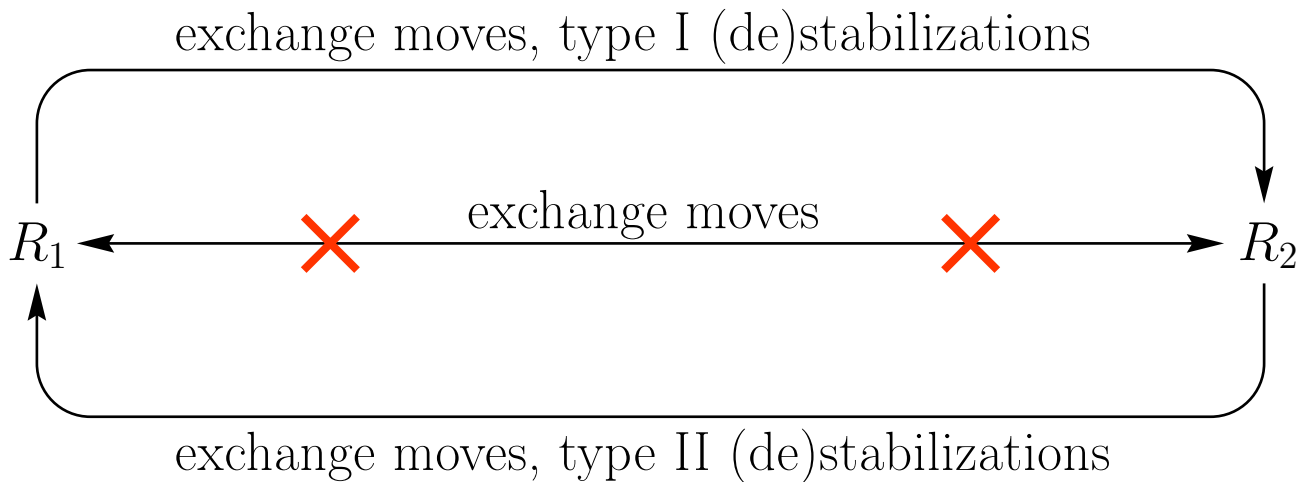 exchange moves, type I (de)stabilizations
exchange moves
R₁
R₂
exchange moves, type II (de)stabilizations